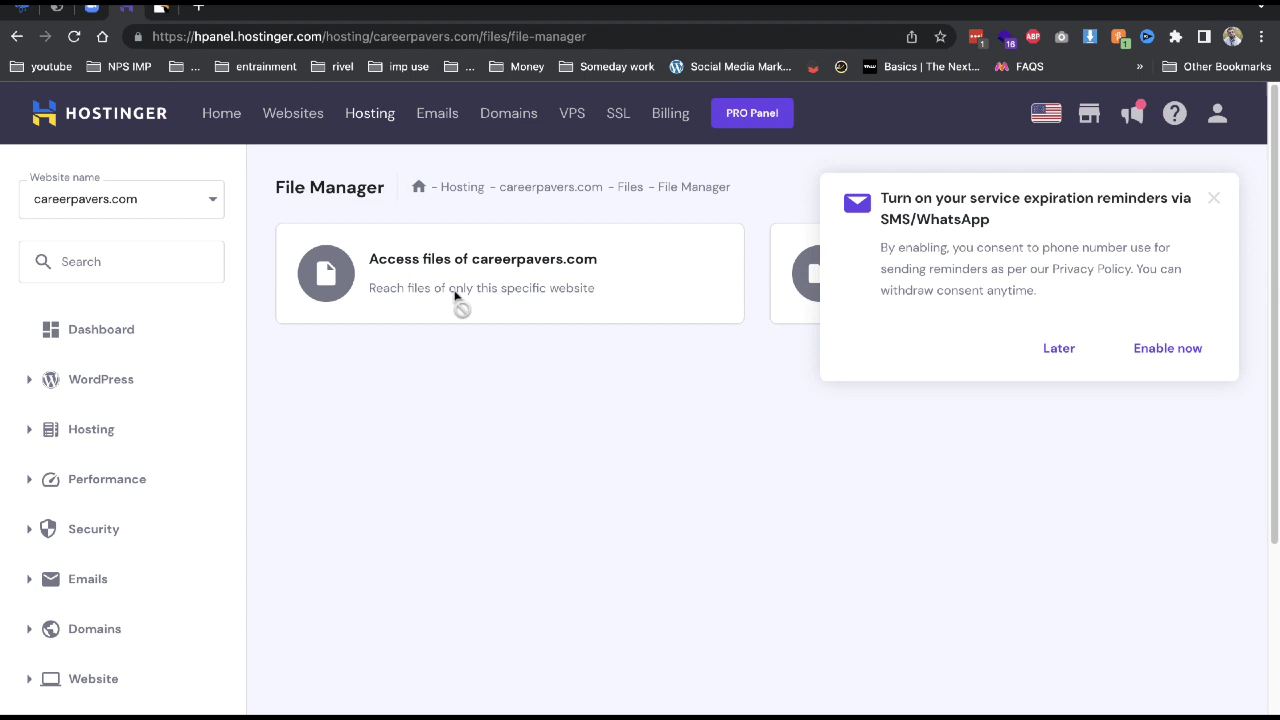 https://hpanel.hostinger.com/hosting/careerpavers.com/files/file-manager
1
16
ABP
1
youtube
NPS IMP
...
entrainment
rivel
imp use
...
Money
Someday work
Social Media Mark...
Basics | The Next...
FAQS
»
Other Bookmarks
HOSTINGER
Home
Websites
Hosting
Emails
Domains
VPS
SSL
Billing
PRO Panel
Website name
careerpavers.com
Search
Dashboard
WordPress
Hosting
Performance
Security
Emails
Domains
Website
File Manager
- Hosting - careerpavers.com - Files - File Manager
Access files of careerpavers.com
Reach files of only this specific website
Turn on your service expiration reminders via
SMS/WhatsApp
By enabling, you consent to phone number use for
sending reminders as per our Privacy Policy. You can
withdraw consent anytime.
Later
Enable now